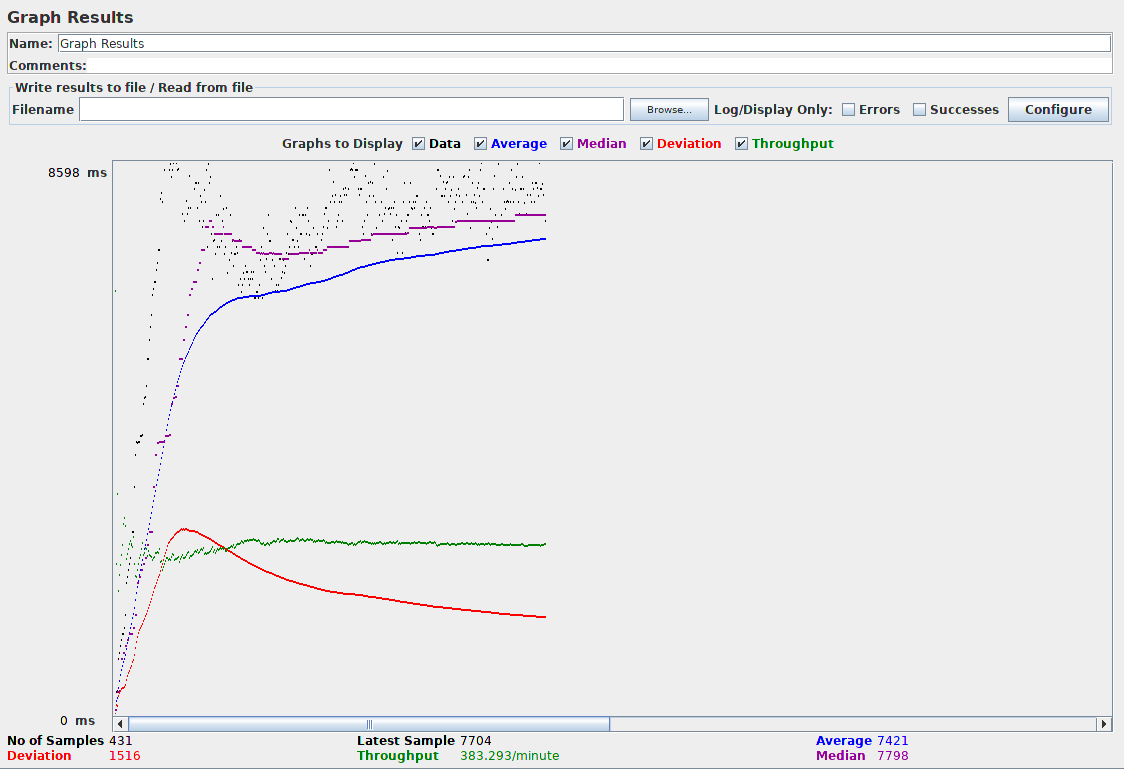 Graph Results
Name: Graph Results
Comments:
Write results to file / Read from file
Filename Browse... Log/Display Only: Errors Successes Configure
Graphs to Display Data Average Median Deviation Throughput
8598 ms
0 ms
No of Samples 431 Latest Sample 7704 Average 7421
Deviation 1516 Throughput 383.293/minute Median 7798